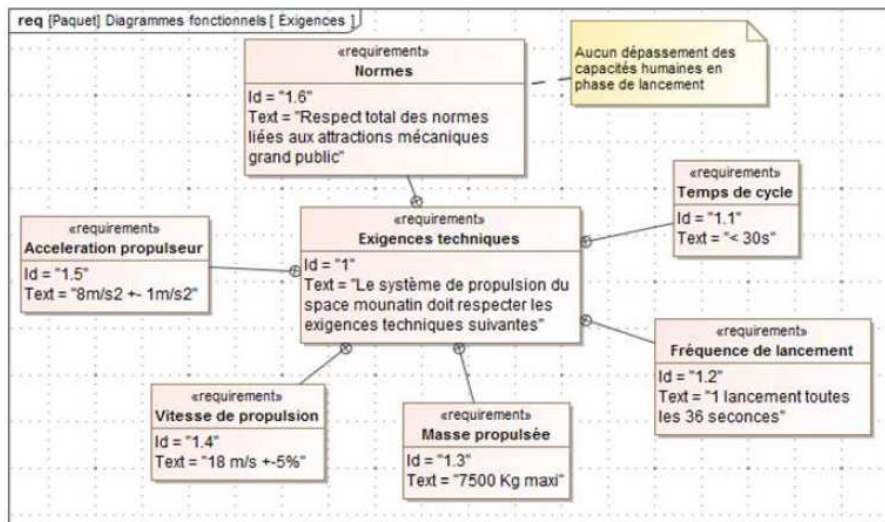 req [Paquet] Diagrammes fonctionnels [ Exigences ]
«requirement»
Normes
Id = "1.6"
Text = "Respect total des normes
liées aux attractions mécaniques
grand public"
Aucun dépassement des
capacités humaines en
phase de lancement
«requirement»
Temps de cycle
Id = "1.1"
Text = "< 30s"
«requirement»
Exigences techniques
Id = "1"
Text = "Le système de propulsion du
space mounatin doit respecter les
exigences techniques suivantes"
«requirement»
Acceleration propulseur
Id = "1.5"
Text = "8m/s2 +- 1m/s2"
«requirement»
Fréquence de lancement
Id = "1.2"
Text = "1 lancement toutes
les 36 seconces"
«requirement»
Vitesse de propulsion
Id = "1.4"
Text = "18 m/s +-5%"
«requirement»
Masse propulsée
Id = "1.3"
Text = "7500 Kg maxi"